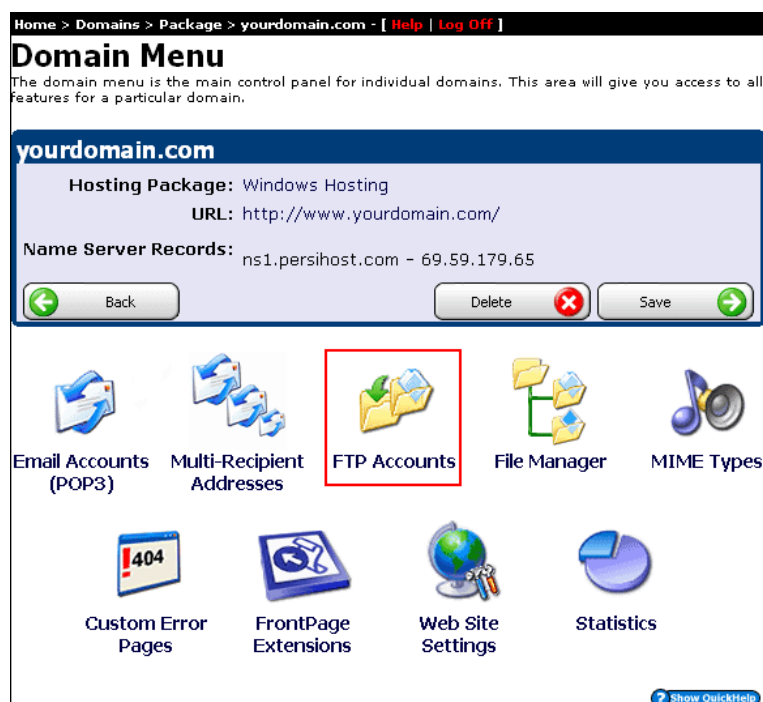 Home > Domains > Package > yourdomain.com - [ Help | Log Off ]
Domain Menu
The domain menu is the main control panel for individual domains. This area will give you access to all
features for a particular domain.
yourdomain.com
Hosting Package: Windows Hosting
URL: http://www.yourdomain.com/
Name Server Records: ns1.persihost.com - 69.59.179.65
Back Delete Save
Email Accounts Multi-Recipient FTP Accounts File Manager MIME Types
(POP3) Addresses
404
Custom Error FrontPage Web Site Statistics
Pages Extensions Settings
? Show QuickHelp